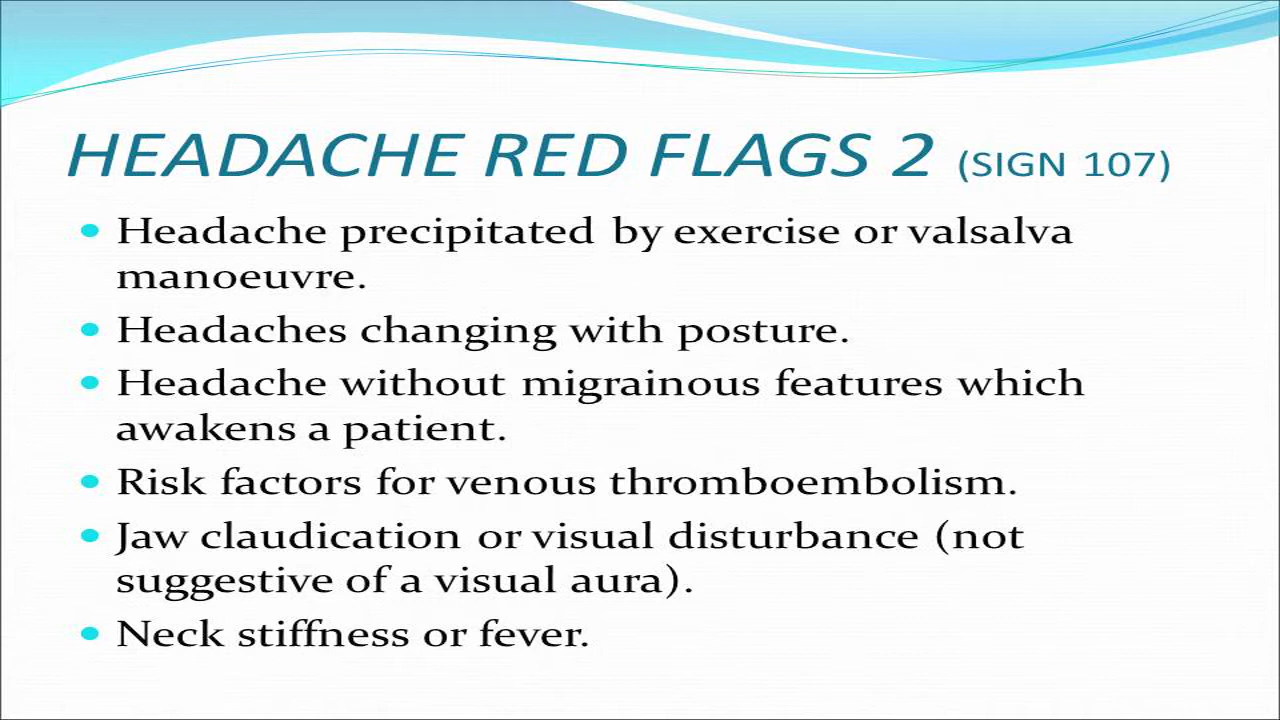 HEADACHE RED FLAGS 2 (SIGN 107)
• Headache precipitated by exercise or valsalva
manoeuvre.
• Headaches changing with posture.
• Headache without migrainous features which
awakens a patient.
• Risk factors for venous thromboembolism.
• Jaw claudication or visual disturbance (not
suggestive of a visual aura).
• Neck stiffness or fever.